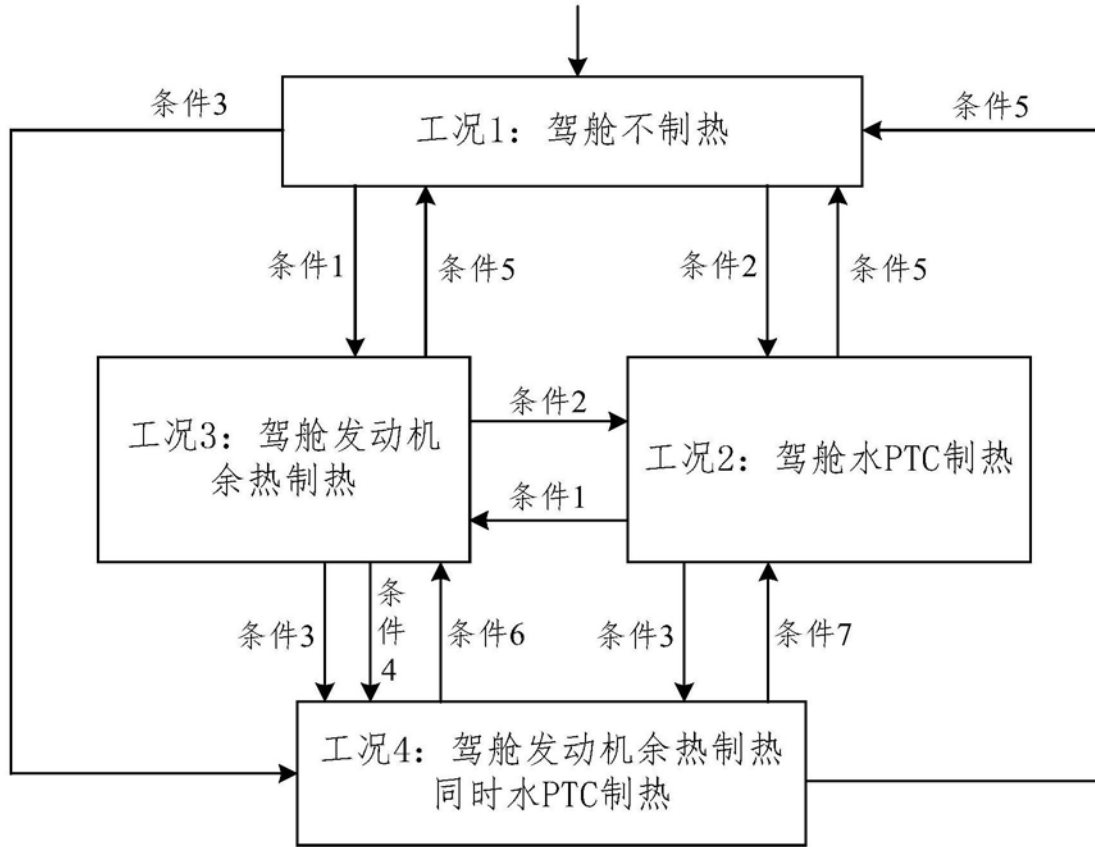 条件3
工况1：驾舱不制热
条件5
条件1
条件5
条件2
条件5
工况3：驾舱发动机
余热制热
条件2
条件1
工况2：驾舱水PTC制热
条件3
条
件
4
条件6
条件3
条件7
工况4：驾舱发动机余热制热
同时水PTC制热